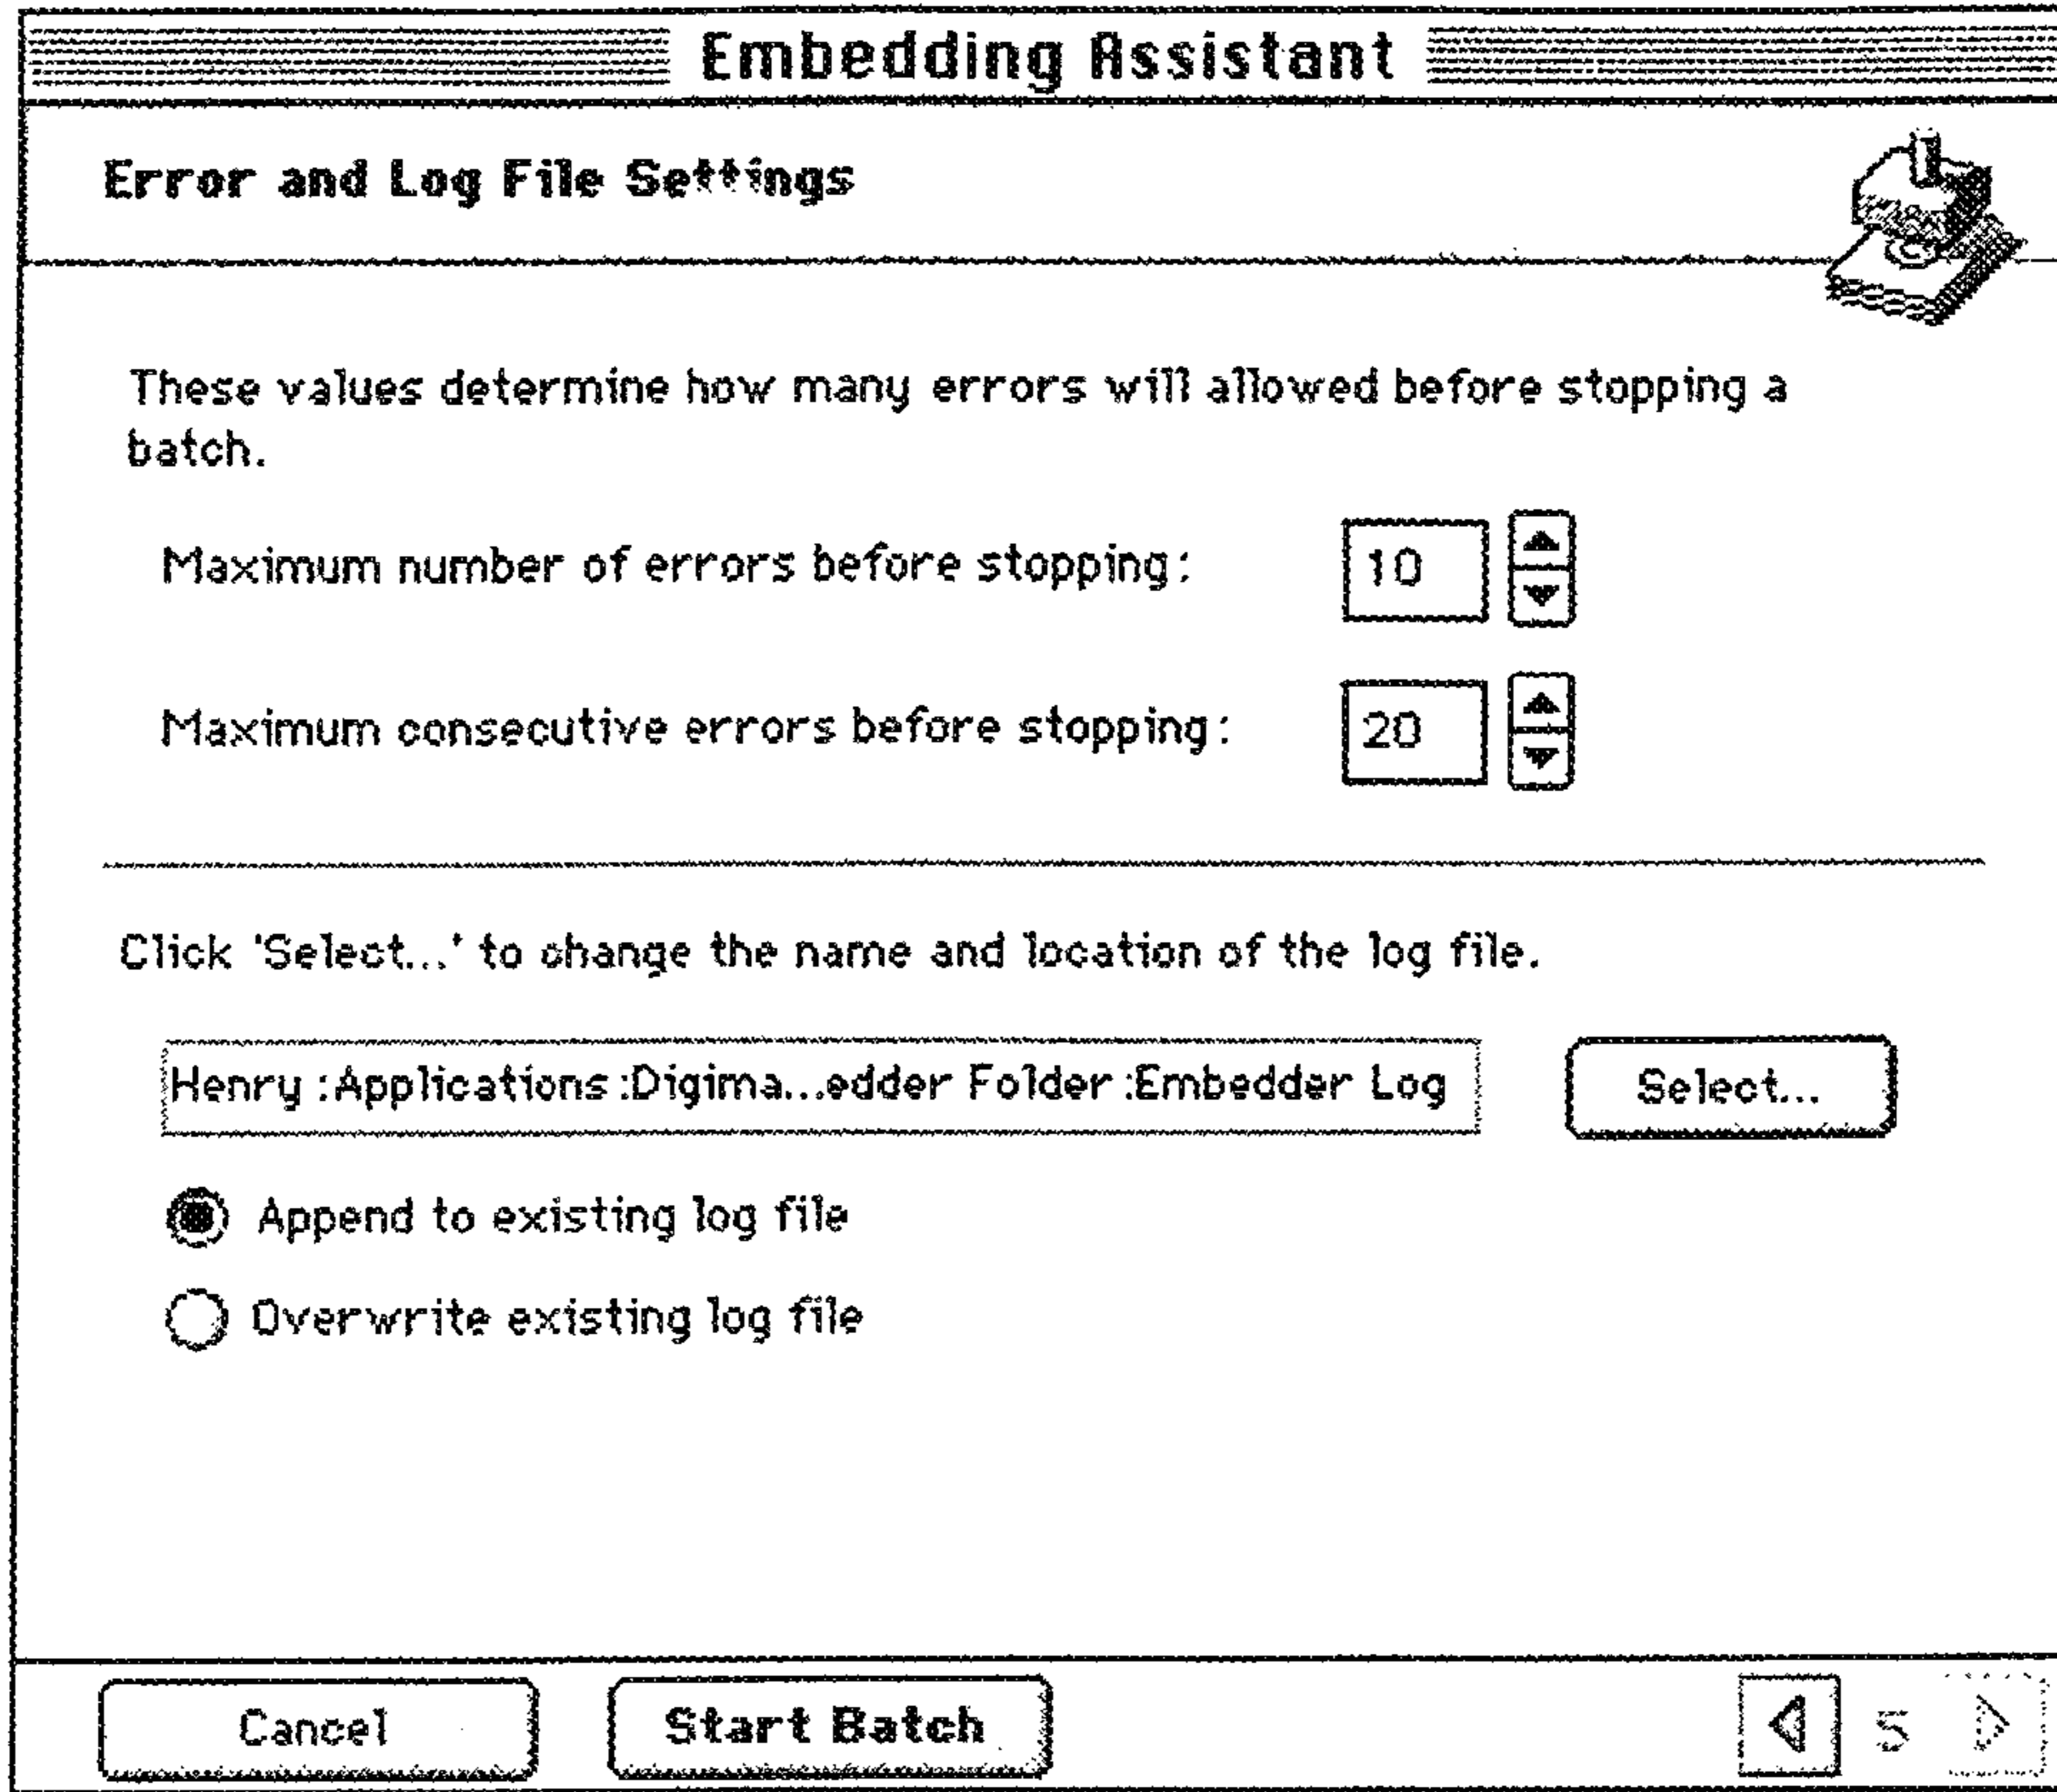 Embedding Assistant
Error and Log File Settings
These values determine how many errors will allowed before stopping a
batch.
Maximum number of errors before stopping: 10
Maximum consecutive errors before stopping: 20
Click 'Select...' to change the name and location of the log file.
Henry :Applications :Digima...edder Folder :Embedder Log Select...
Append to existing log file
Overwrite existing log file
Cancel Start Batch 5